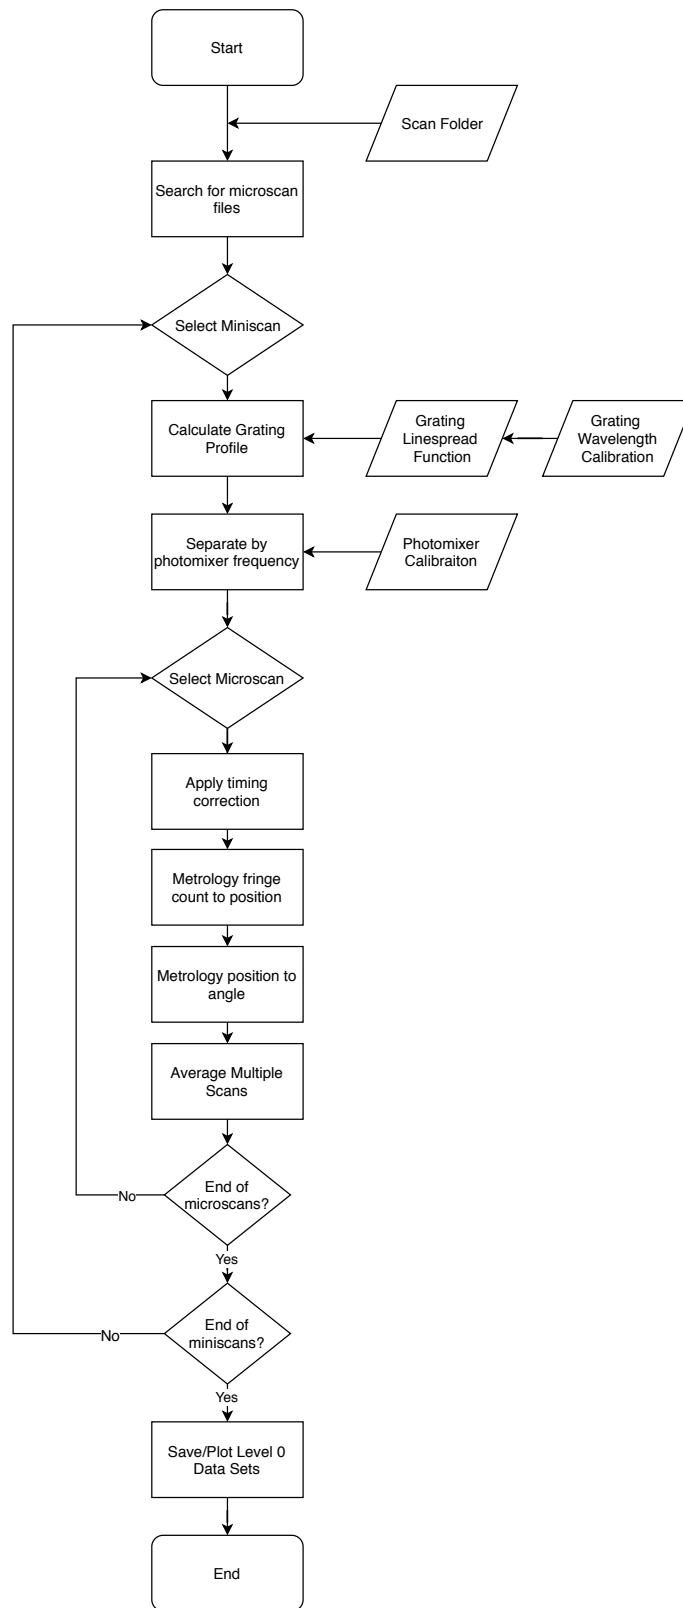 Start
Scan Folder
Search for microscan
files
Select Miniscan
Calculate Grating
Profile
Grating
Linespread
Function
Grating
Wavelength
Calibration
Separate by
photomixer frequency
Photomixer
Calibraiton
Select Microscan
Apply timing
correction
Metrology fringe
count to position
Metrology position to
angle
Average Multiple
Scans
End of
microscans?
No
Yes
End of
miniscans?
No
Yes
Save/Plot Level 0
Data Sets
End